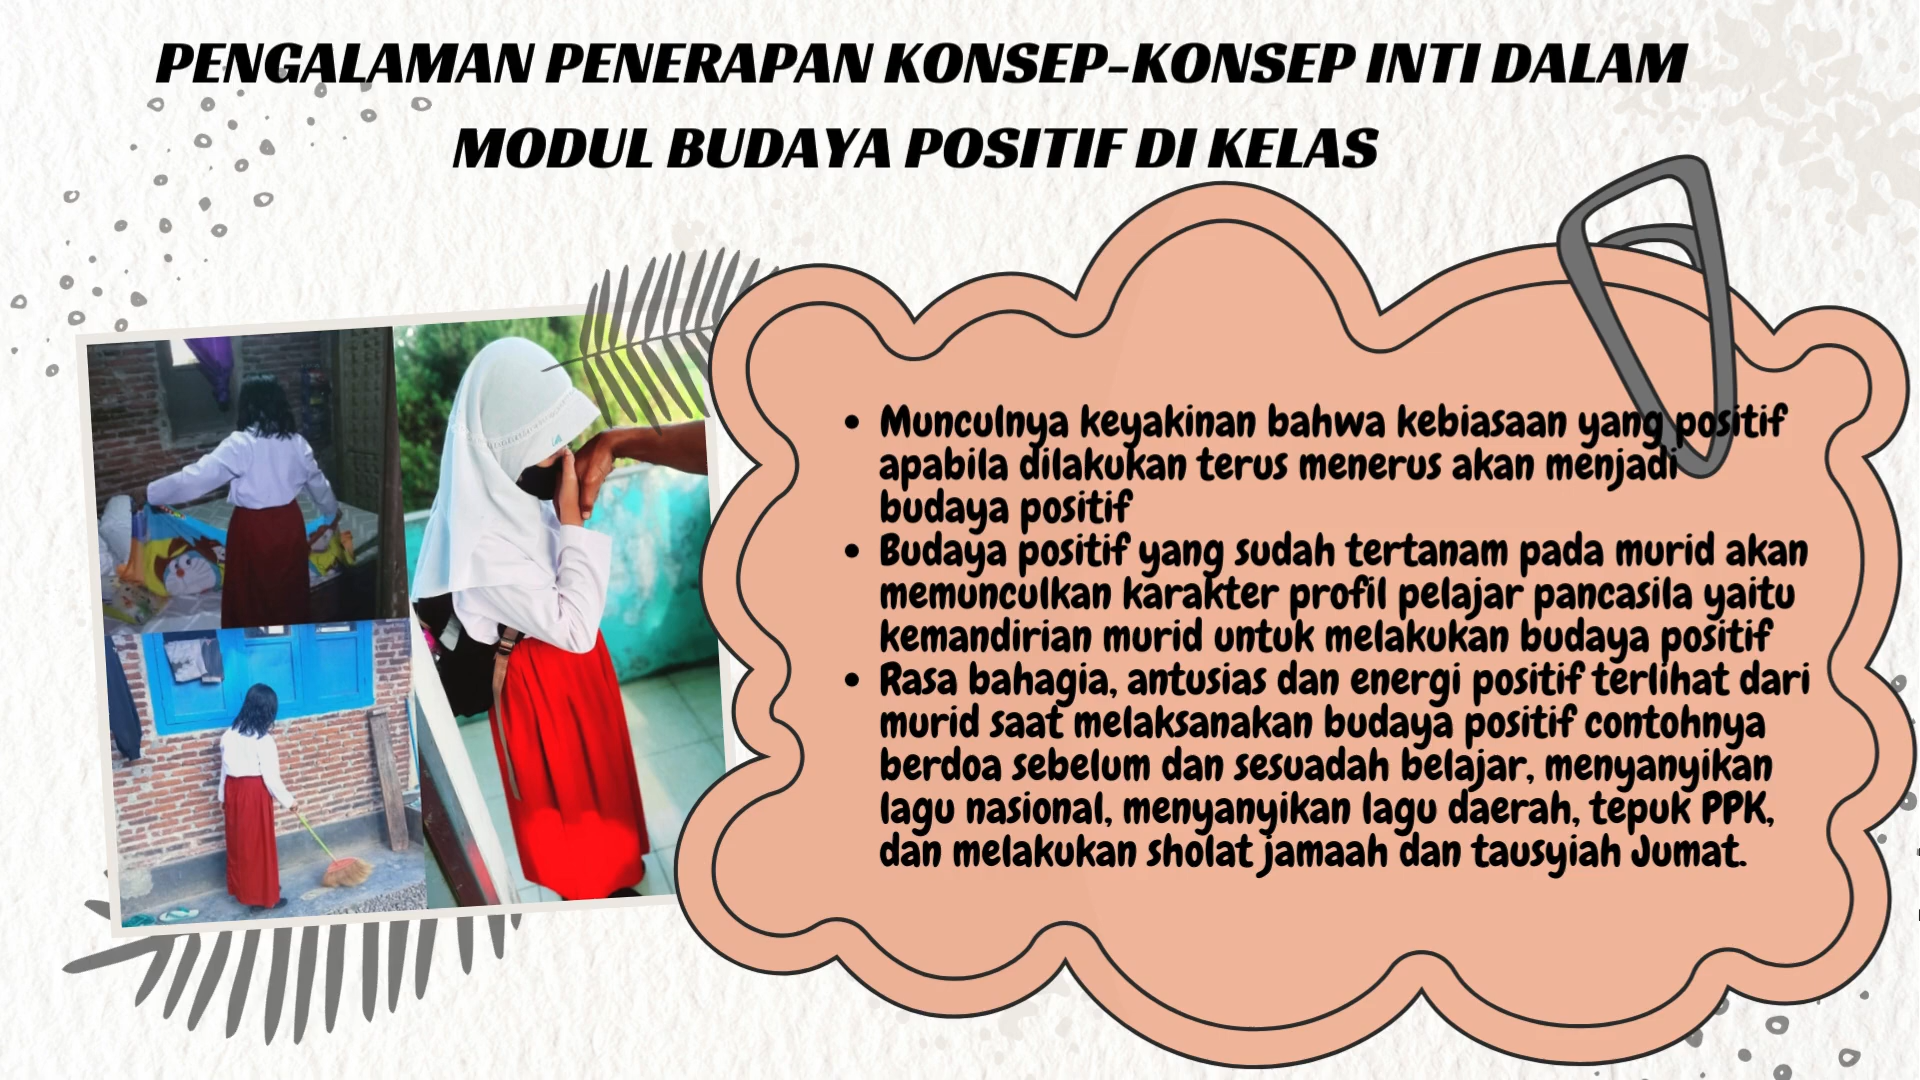 PENGALAMAN PENERAPAN KONSEP-KONSEP INTI DALAM
MODUL BUDAYA POSITIF DI KELAS
• Munculnya keyakinan bahwa kebiasaan yang positif
apabila dilakukan terus menerus akan menjadi
budaya positif
• Budaya positif yang sudah tertanam pada murid akan
memunculkan karakter profil pelajar pancasila yaitu
kemandirian murid untuk melakukan budaya positif
• Rasa bahagia, antusias dan energi positif terlihat dari
murid saat melaksanakan budaya positif contohnya
berdoa sebelum dan sesuadah belajar, menyanyikan
lagu nasional, menyanyikan lagu daerah, tepuk PPK,
dan melakukan sholat jamaah dan tausyiah Jumat.